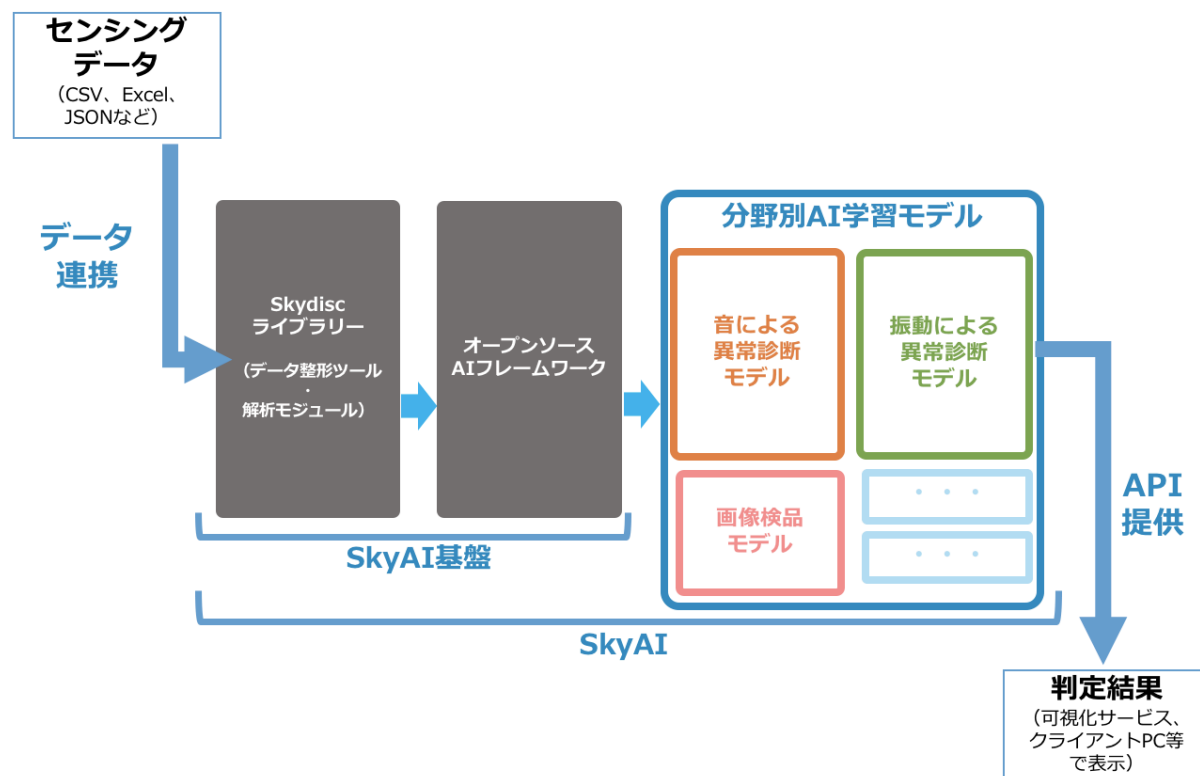 センシング
データ
（CSV、Excel、
JSONなど）
データ
連携
Skydisc
ライブラリー
（データ整形ツール
・
解析モジュール）
オープンソース
AIフレームワーク
SkyAI基盤
分野別AI学習モデル
音による
異常診断
モデル
振動による
異常診断
モデル
画像検品
モデル
・・・
・・・
SkyAI
API
提供
判定結果
（可視化サービス、
クライアントPC等
で表示）